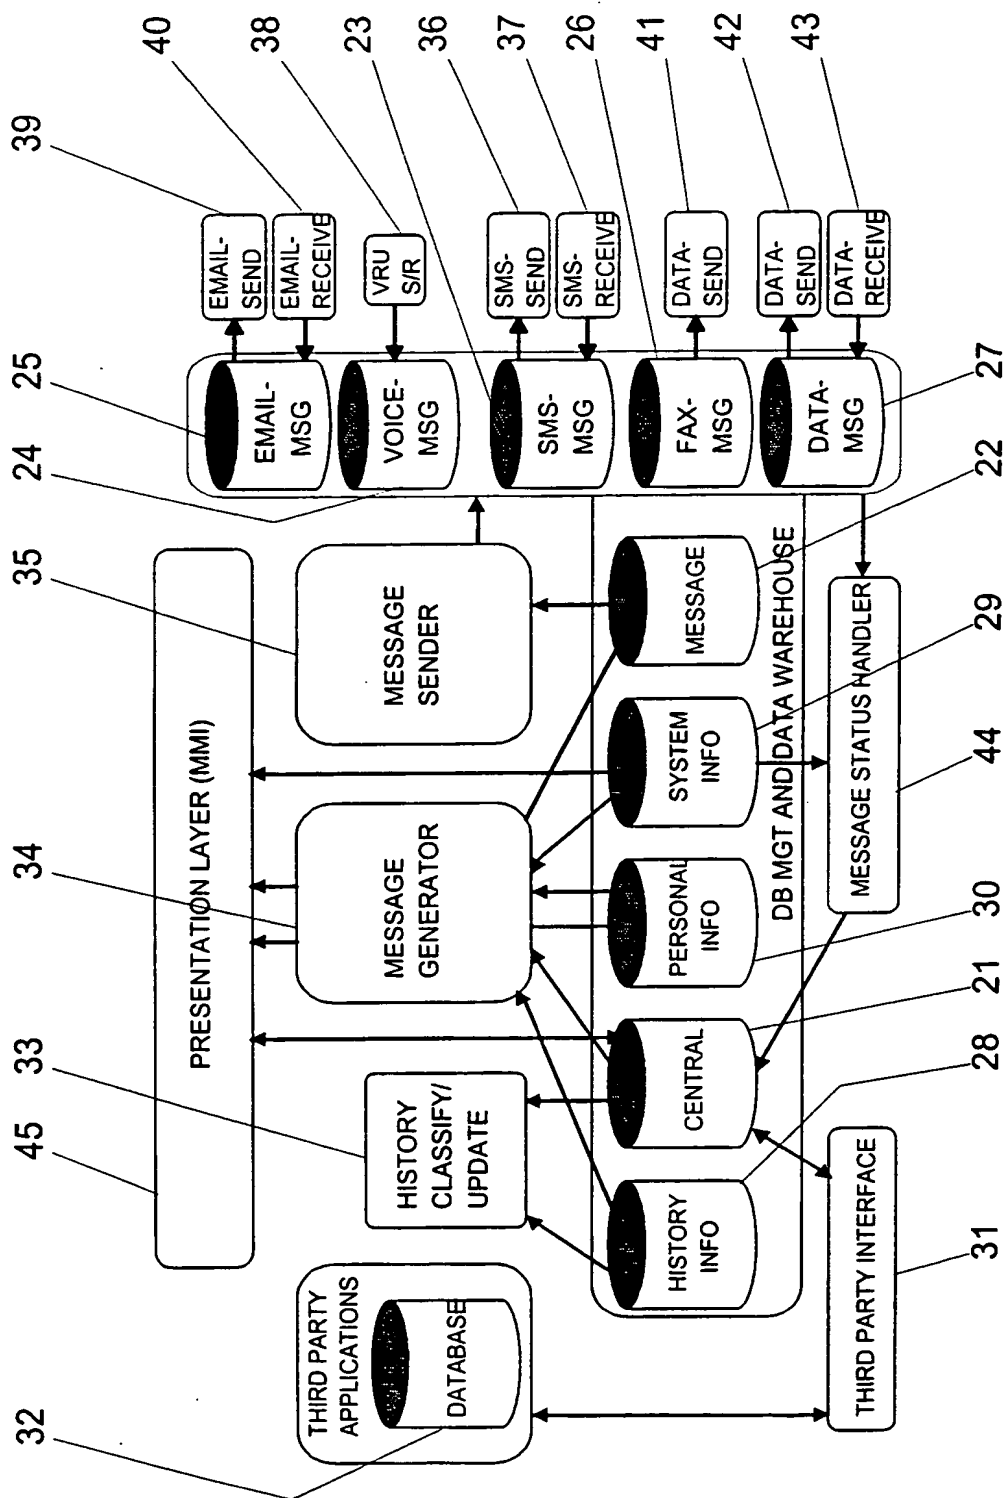 32
45
33
34
35
24
25
39
40
38
23
36
37
26
41
42
43
PRESENTATION LAYER (MMI)
THIRD PARTY
APPLICATIONS
DATABASE
HISTORY
CLASSIFY/
UPDATE
MESSAGE
GENERATOR
MESSAGE
SENDER
EMAIL-
MSG
VOICE-
MSG
SMS-
MSG
FAX-
MSG
DATA-
MSG
EMAIL-
SEND
EMAIL-
RECEIVE
VRU
S/R
SMS-
SEND
SMS-
RECEIVE
DATA-
SEND
DATA-
SEND
DATA-
RECEIVE
HISTORY
INFO
CENTRAL
PERSONAL
INFO
SYSTEM
INFO
MESSAGE
DB MGT AND DATA WAREHOUSE
THIRD PARTY INTERFACE
MESSAGE STATUS HANDLER
31
28
21
30
44
29
22
27